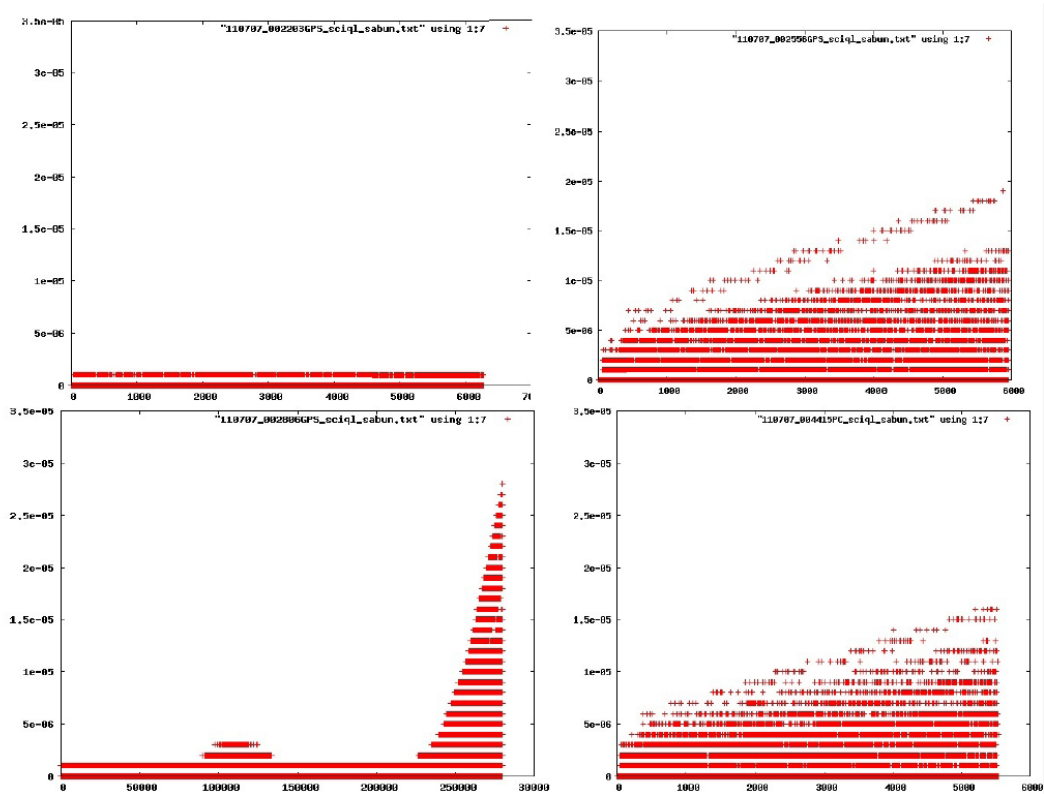 3.5e-05
"110707_002203GPS_sciql_sabun.txt" using 1:7
3e-05
2.5e-05
2e-05
1.5e-05
1e-05
5e-06
0
0 1000 2000 3000 4000 5000 6000
3.5e-05
"110707_002558GPS_sciql_sabun.txt" using 1:7
3e-05
2.5e-05
2e-05
1.5e-05
1e-05
5e-06
0
0 1000 2000 3000 4000 5000 6000
3.5e-05
"110707_002806GPS_sciql_sabun.txt" using 1:7
3e-05
2.5e-05
2e-05
1.5e-05
1e-05
5e-06
0
0 50000 100000 150000 200000 250000 300000
3.5e-05
"110707_004415PC_sciql_sabun.txt" using 1:7
3e-05
2.5e-05
2e-05
1.5e-05
1e-05
5e-06
0
0 1000 2000 3000 4000 5000 6000